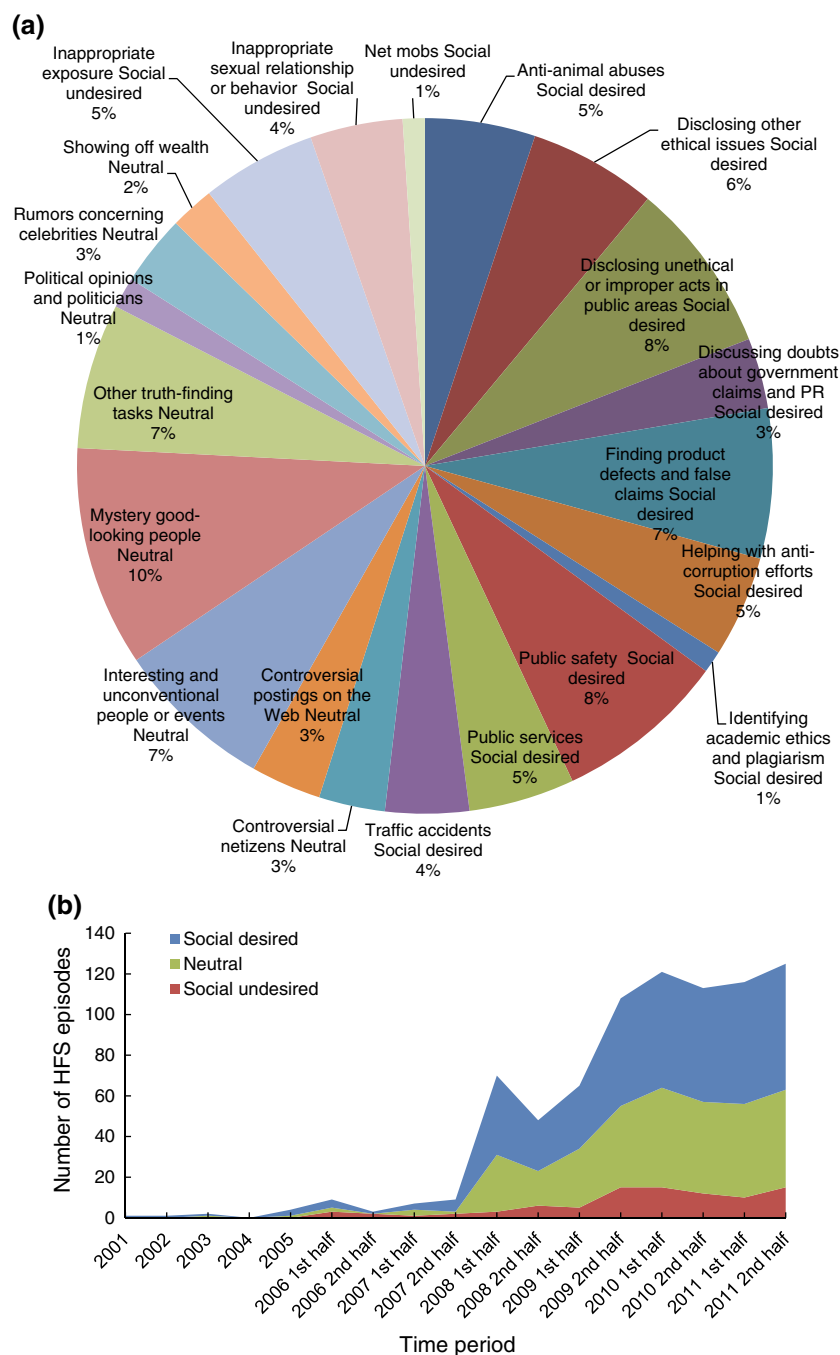 (a)
Inappropriate
exposure Social
undesired
5%
Inappropriate
sexual relationship
or behavior Social
undesired
4%
Net mobs Social
undesired
1%
Anti-animal abuses
Social desired
5%
Disclosing other
ethical issues Social
desired
6%
Disclosing unethical
or improper acts in
public areas Social
desired
8%
Discussing doubts
about government
claims and PR
Social desired
3%
Finding product
defects and false
claims Social
desired
7%
Helping with anti-
corruption efforts
Social desired
5%
Identifying
academic ethics
and plagiarism
Social desired
1%
Public safety Social
desired
8%
Public services
Social desired
5%
Traffic accidents
Social desired
4%
Controversial
netizens Neutral
3%
Controversial
postings on the
Web Neutral
3%
Interesting and
unconventional
people or events
Neutral
7%
Mystery good-
looking people
Neutral
10%
Other truth-finding
tasks Neutral
7%
Political opinions
and politicians
Neutral
1%
Rumors concerning
celebrities Neutral
3%
Showing off wealth
Neutral
2%
(b)
Number of HFS episodes
140
120
100
80
60
40
20
0
Social desired
Neutral
Social undesired
2001
2002
2003
2004
2005
2006 1st half
2006 2nd half
2007 1st half
2007 2nd half
2008 1st half
2008 2nd half
2009 1st half
2009 2nd half
2010 1st half
2010 2nd half
2011 1st half
2011 2nd half
Time period